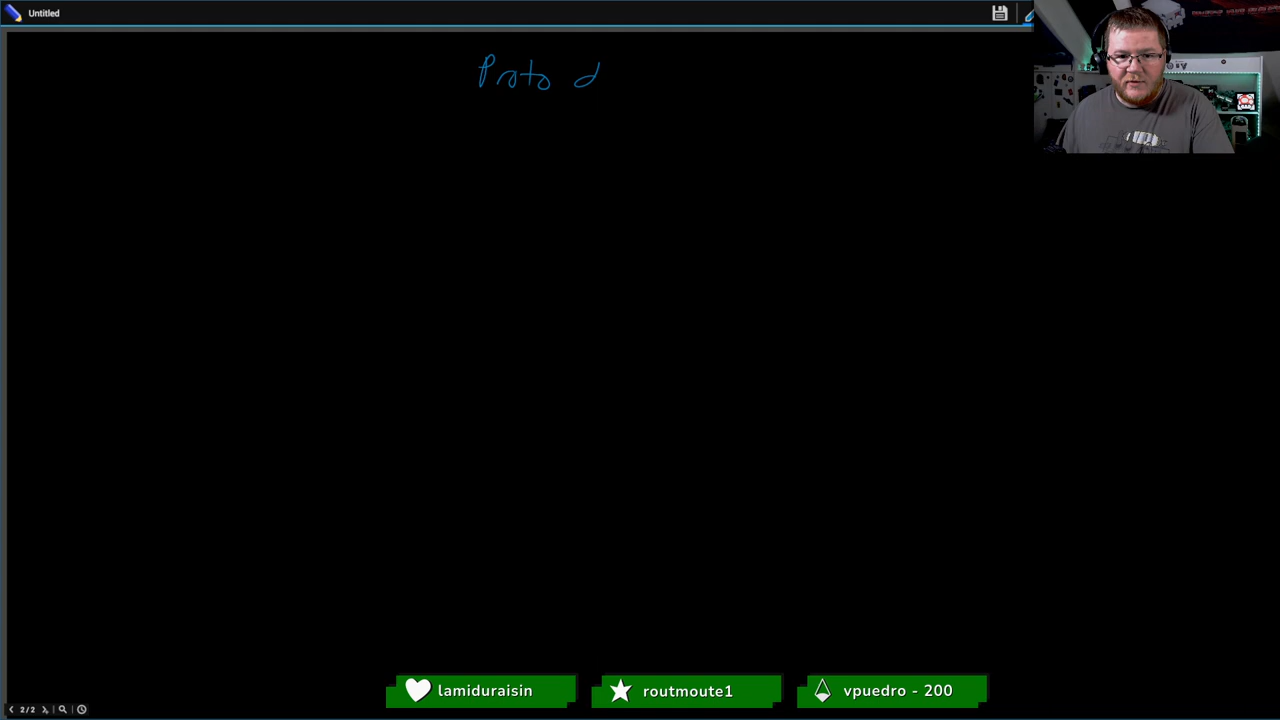 Untitled
Proto d
lamiduraisin
routmoute1
vpuedro - 200
2/2